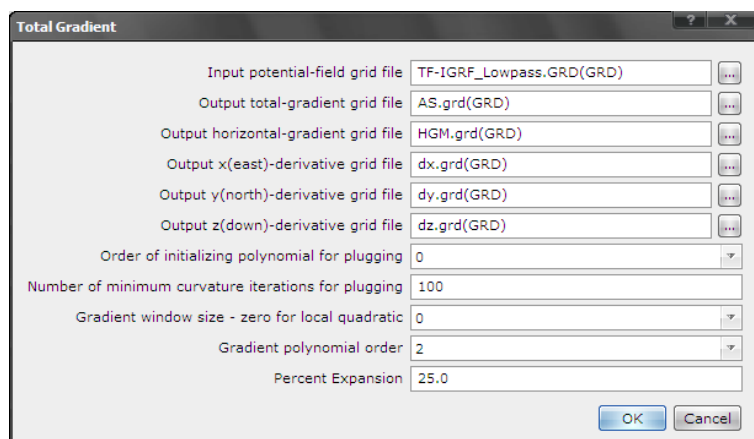 Total Gradient
Input potential-field grid file TF-IGRF_Lowpass.GRD(GRD) ...
Output total-gradient grid file AS.grd(GRD) ...
Output horizontal-gradient grid file HGM.grd(GRD) ...
Output x(east)-derivative grid file dx.grd(GRD) ...
Output y(north)-derivative grid file dy.grd(GRD) ...
Output z(down)-derivative grid file dz.grd(GRD) ...
Order of initializing polynomial for plugging 0
Number of minimum curvature iterations for plugging 100
Gradient window size - zero for local quadratic 0
Gradient polynomial order 2
Percent Expansion 25.0
OK Cancel